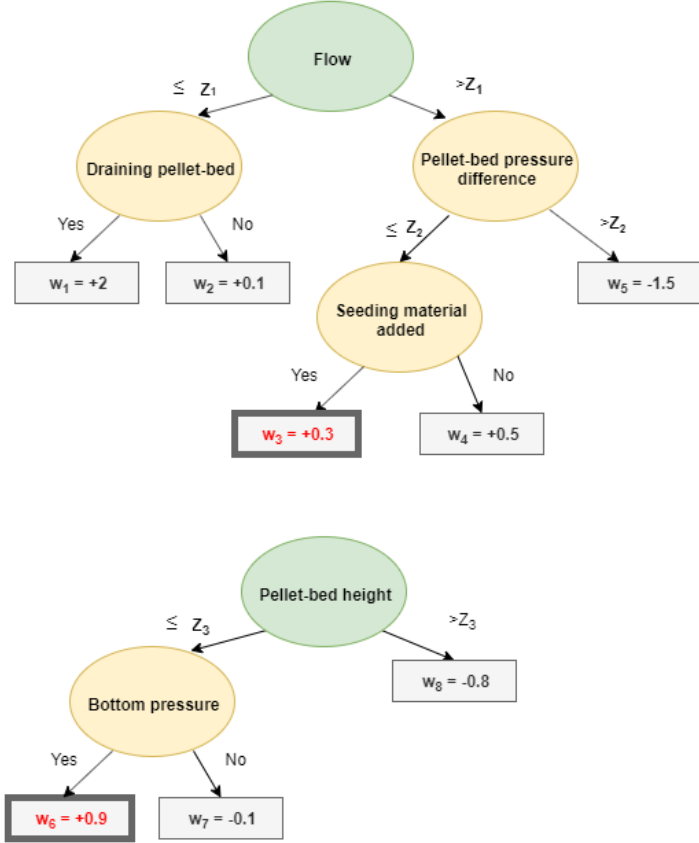 Flow
≤ Z₁
>Z₁
Draining pellet-bed
Pellet-bed pressure
difference
Yes
No
≤ Z₂
>Z₂
w₁ = +2
w₂ = +0.1
w₅ = -1.5
Seeding material
added
Yes
No
w₃ = +0.3
w₄ = +0.5
Pellet-bed height
≤ Z₃
>Z₃
w₈ = -0.8
Bottom pressure
Yes
No
w₆ = +0.9
w₇ = -0.1